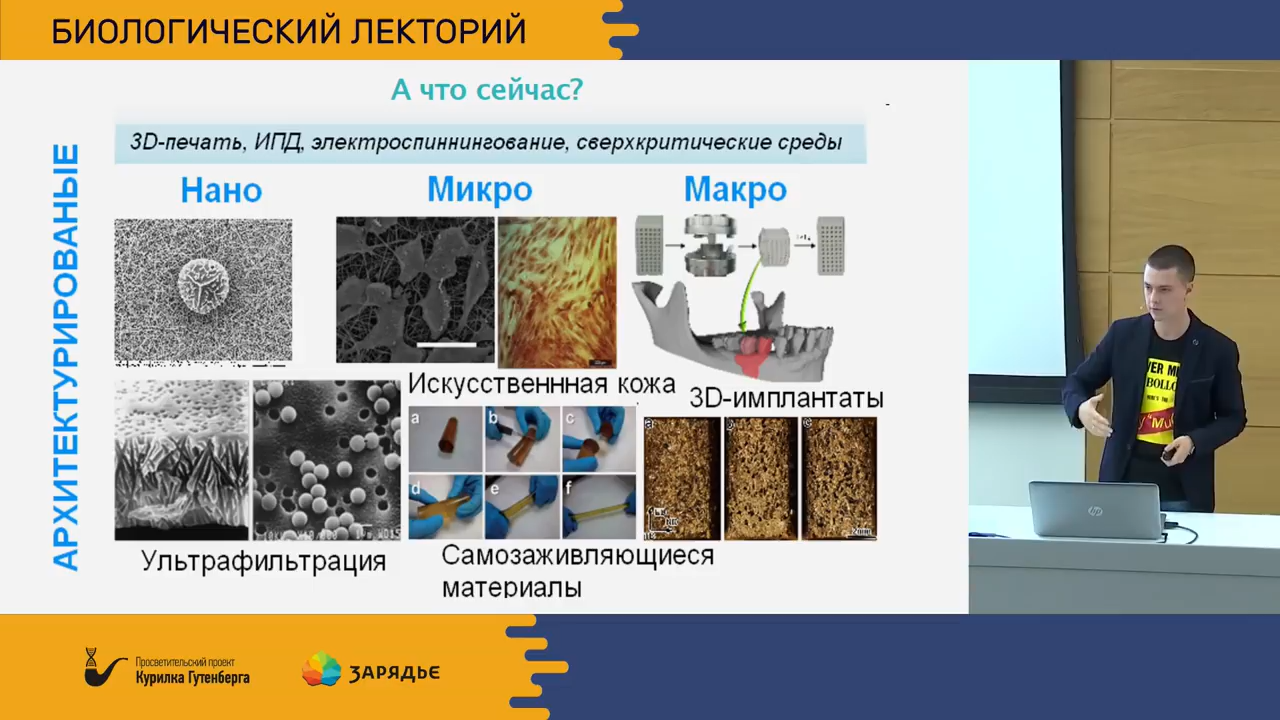 БИОЛОГИЧЕСКИЙ ЛЕКТОРИЙ
А что сейчас?
3D-печать, ИПД, электроспиннингование, сверхкритические среды
АРХИТЕКТУРИРОВАНЫЕ
Нано
Микро
Макро
Искусственнная кожа
3D-имплантаты
a
b
c
d
e
f
a
c
Ультрафильтрация
Самозаживляющиеся
материалы
hp
Просветительский проект
Курилка Гутенберга
ЗАРЯДЬЕ